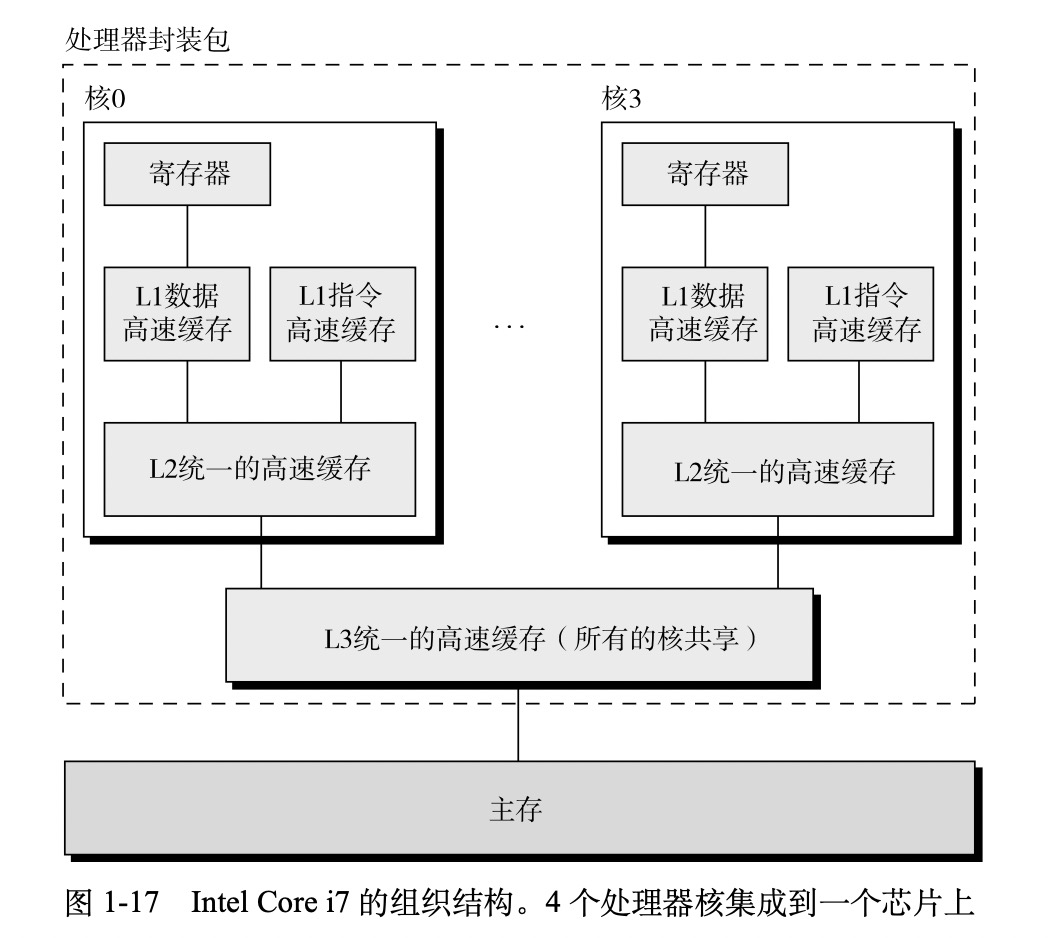 处理器封装包
核0
核3
寄存器
寄存器
L1数据
高速缓存
L1指令
高速缓存
...
L1数据
高速缓存
L1指令
高速缓存
L2统一的高速缓存
L2统一的高速缓存
L3统一的高速缓存（所有的核共享）
主存
图 1-17 Intel Core i7 的组织结构。4 个处理器核集成到一个芯片上